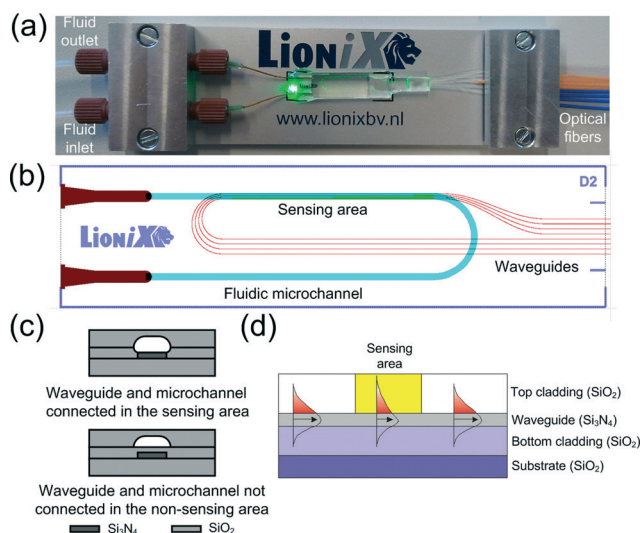 (a)
Fluid
outlet
LioniX
Fluid
inlet
www.lionixbv.nl
Optical
fibers
(b)
D2
Sensing area
LioniX
Waveguides
Fluidic microchannel
(c)
Waveguide and microchannel
connected in the sensing area
Waveguide and microchannel not
connected in the non-sensing area
Si₃N₄
SiO₂
(d)
Sensing
area
Top cladding (SiO₂)
Waveguide (Si₃N₄)
Bottom cladding (SiO₂)
Substrate (SiO₂)